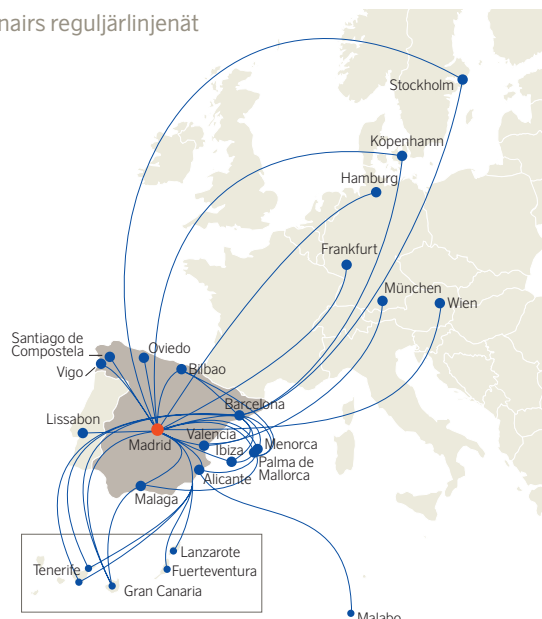 nairs reguljärlinjenät
Stockholm
Köpenhamn
Hamburg
Frankfurt
München
Wien
Santiago de
Compostela
Oviedo
Vigo
Bilbao
Barcelona
Lissabon
Madrid
Valencia
Ibiza
Menorca
Palma de
Mallorca
Alicante
Malaga
Lanzarote
Tenerife
Fuerteventura
Gran Canaria
Malabo